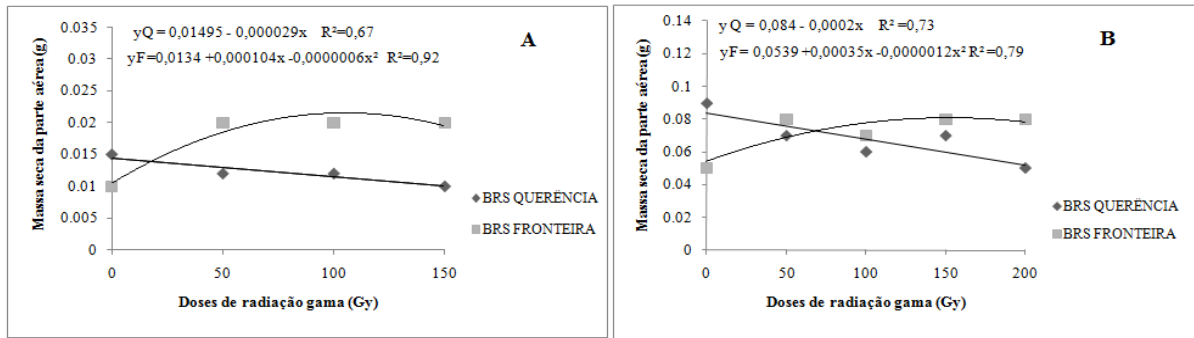 yQ = 0,01495 - 0,000029x R²=0,67
yF=0,0134 +0,000104x -0,0000006x² R²=0,92
A
Massa seca da parte aérea(g)
0.035
0.03
0.025
0.02
0.015
0.01
0.005
0
0 50 100 150
Doses de radiação gama (Gy)
BRS QUERÊNCIA
BRS FRONTEIRA
y Q = 0,084 - 0,0002x R² =0,73
yF= 0,0539 +0,00035x -0,0000012x² R² =0,79
B
Massa seca da parte aérea(g)
0.14
0.12
0.1
0.08
0.06
0.04
0.02
0
0 50 100 150 200
Doses de radiação gama (Gy)
BRS QUERÊNCIA
BRS FRONTEIRA